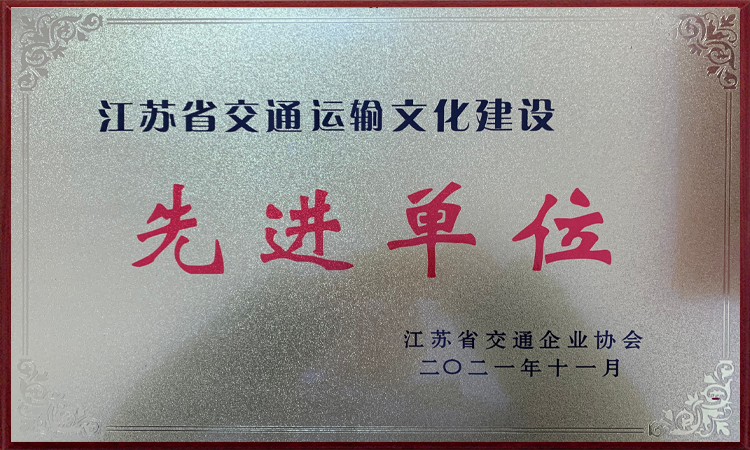 江苏省交通运输文化建设
先进单位
江苏省交通企业协会
二〇二一年十一月